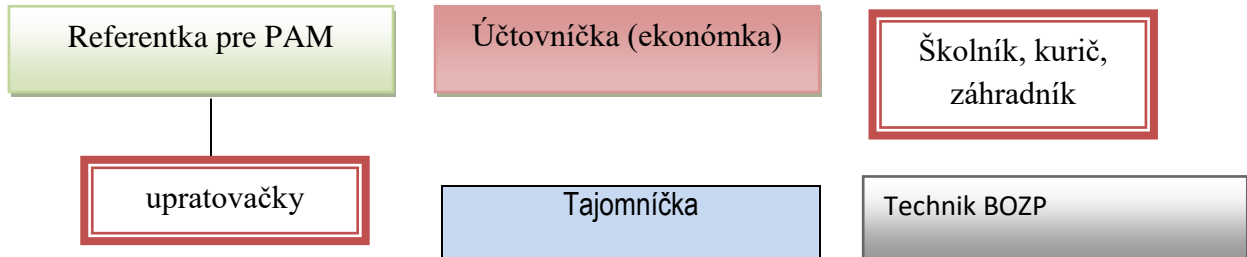 Referentka pre PAM
Účtovníčka (ekonómka)
Školník, kurič,
záhradník
upratovačky
Tajomníčka
Technik BOZP